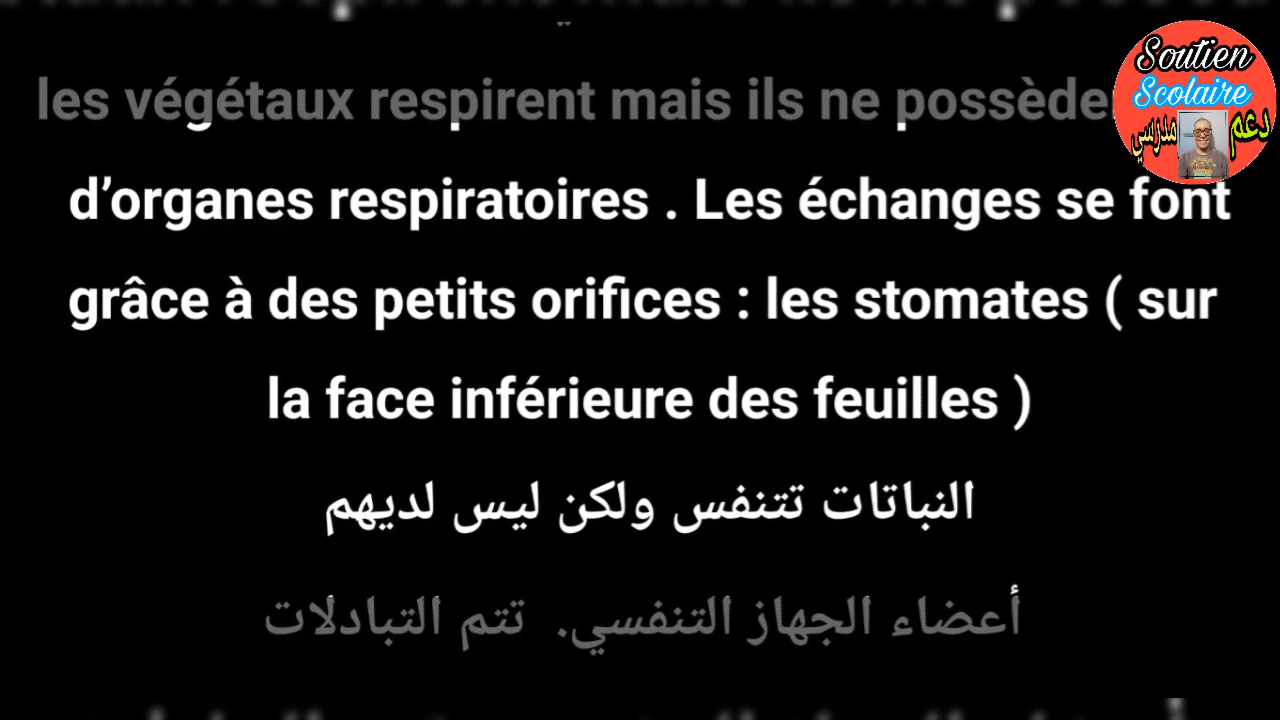 les végétaux respirent mais ils ne
d’organes respiratoires . Les échanges se font
grâce à des petits orifices : les stomates ( sur
la face inférieure des feuilles )
النباتات تتنفس ولكن ليس لديهم
أعضاء الجهاز التنفسي. تتم التبادلات
Soutien
Scolaire
دعم مدرسي